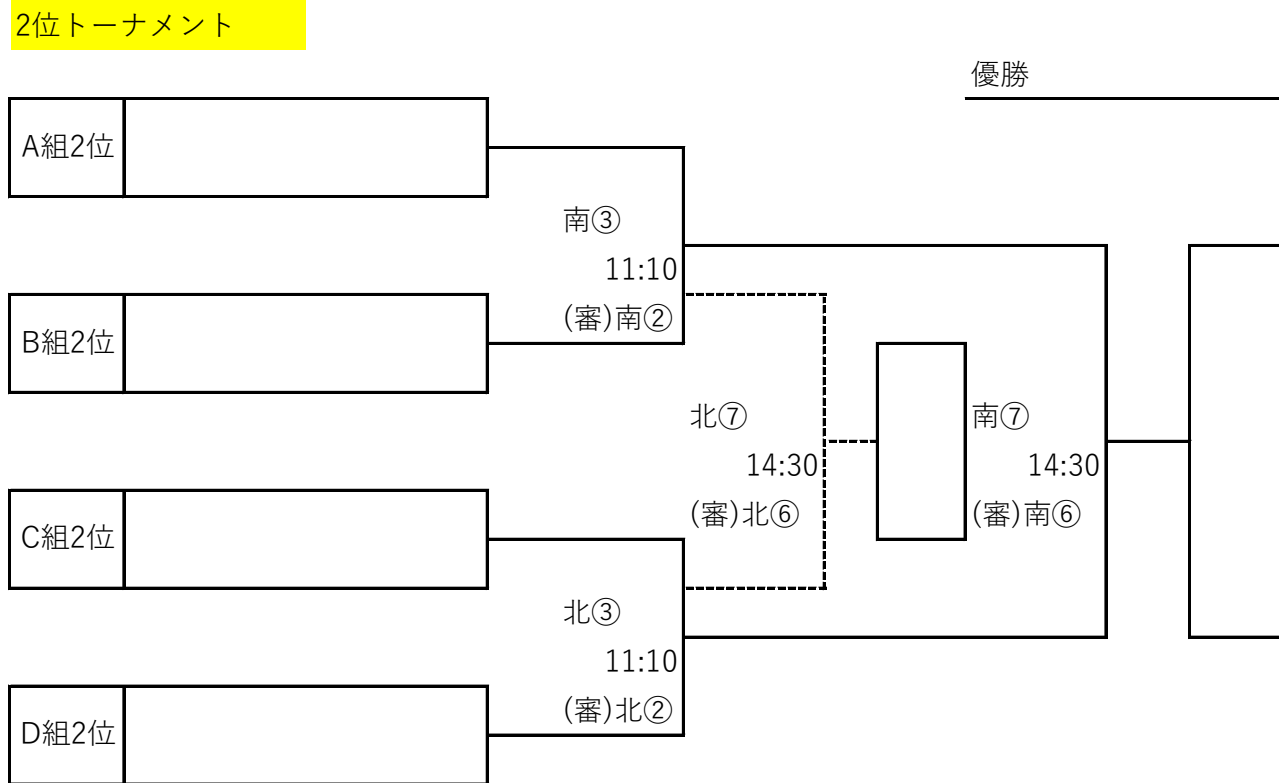 2位トーナメント
優勝
A組2位
南③
11:10
(審)南②
B組2位
北⑦
14:30
(審)北⑥
南⑦
14:30
(審)南⑥
C組2位
北③
11:10
(審)北②
D組2位